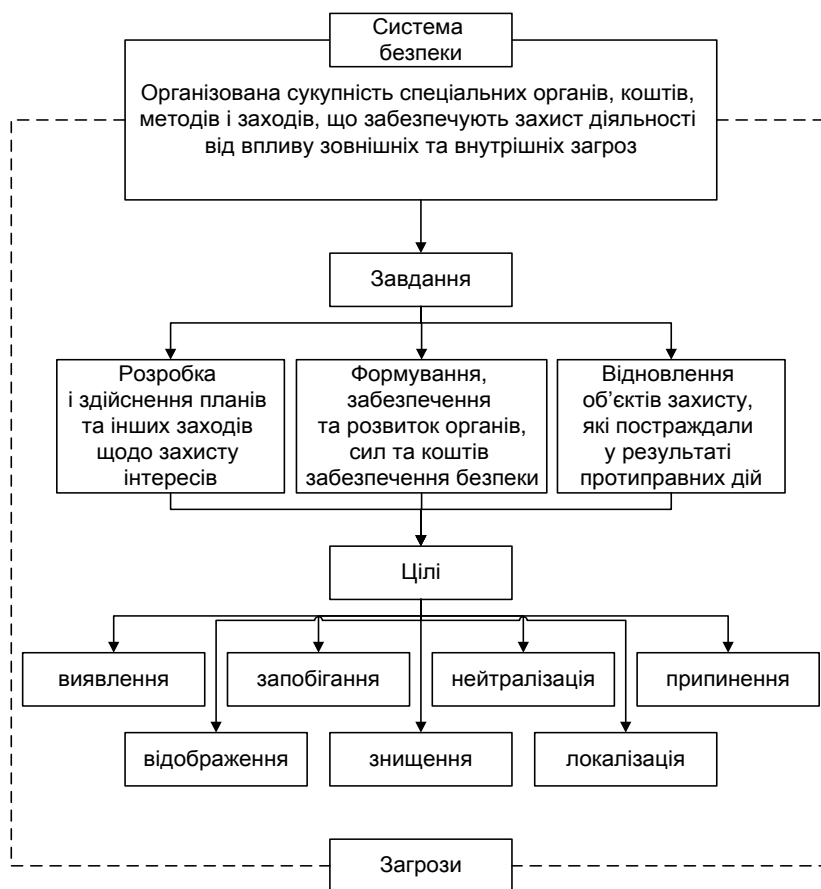 Система
безпеки
Організована сукупність спеціальних органів, коштів,
методів і заходів, що забезпечують захист діяльності
від впливу зовнішніх та внутрішніх загроз
Завдання
Розробка
і здійснення планів
та інших заходів
щодо захисту
інтересів
Формування,
забезпечення
та розвиток органів,
сил та коштів
забезпечення безпеки
Відновлення
об’єктів захисту,
які постраждали
у результаті
протиправних дій
Цілі
виявлення
запобігання
нейтралізація
припинення
відображення
знищення
локалізація
Загрози